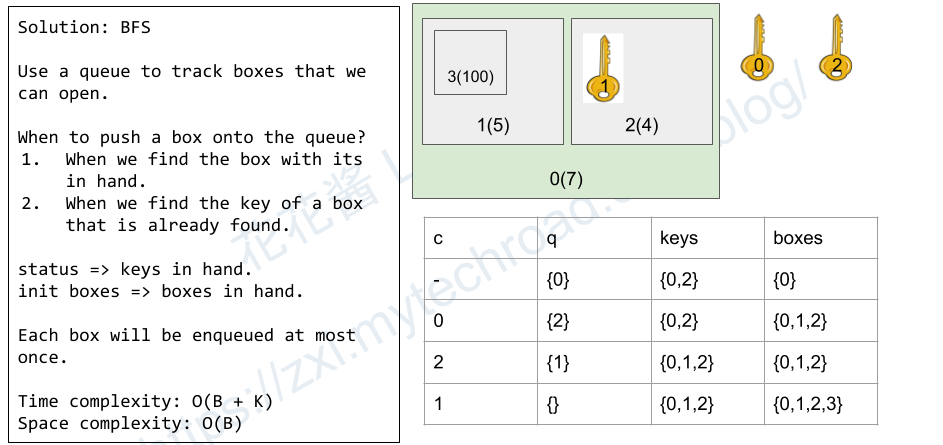 Solution: BFS
Use a queue to track boxes that we
can open.
When to push a box onto the queue?
1. When we find the box with its
in hand.
2. When we find the key of a box
that is already found.
status => keys in hand.
init boxes => boxes in hand.
Each box will be enqueued at most
once.
Time complexity: O(B + K)
Space complexity: O(B)
3(100)
1(5)
1
2(4)
0(7)
0
2
c q keys boxes
- {0} {0,2} {0}
0 {2} {0,2} {0,1,2}
2 {1} {0,1,2} {0,1,2}
1 {} {0,1,2} {0,1,2,3}
花花酱 L
https://zxi.mytechroad.c blog/